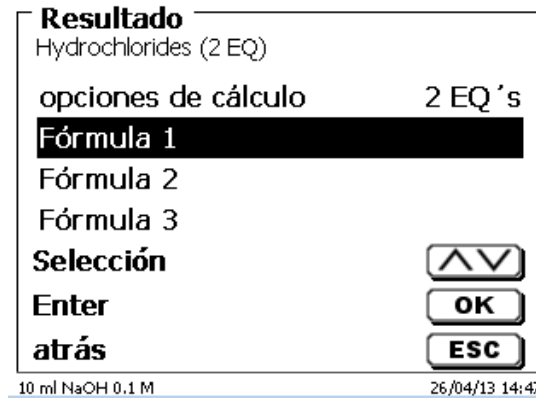 Resultado
Hydrochlorides (2 EQ)
opciones de cálculo 2 EQ´s
Fórmula 1
Fórmula 2
Fórmula 3
Selección
Enter OK
atrás ESC
10 ml NaOH 0.1 M 26/04/13 14:47